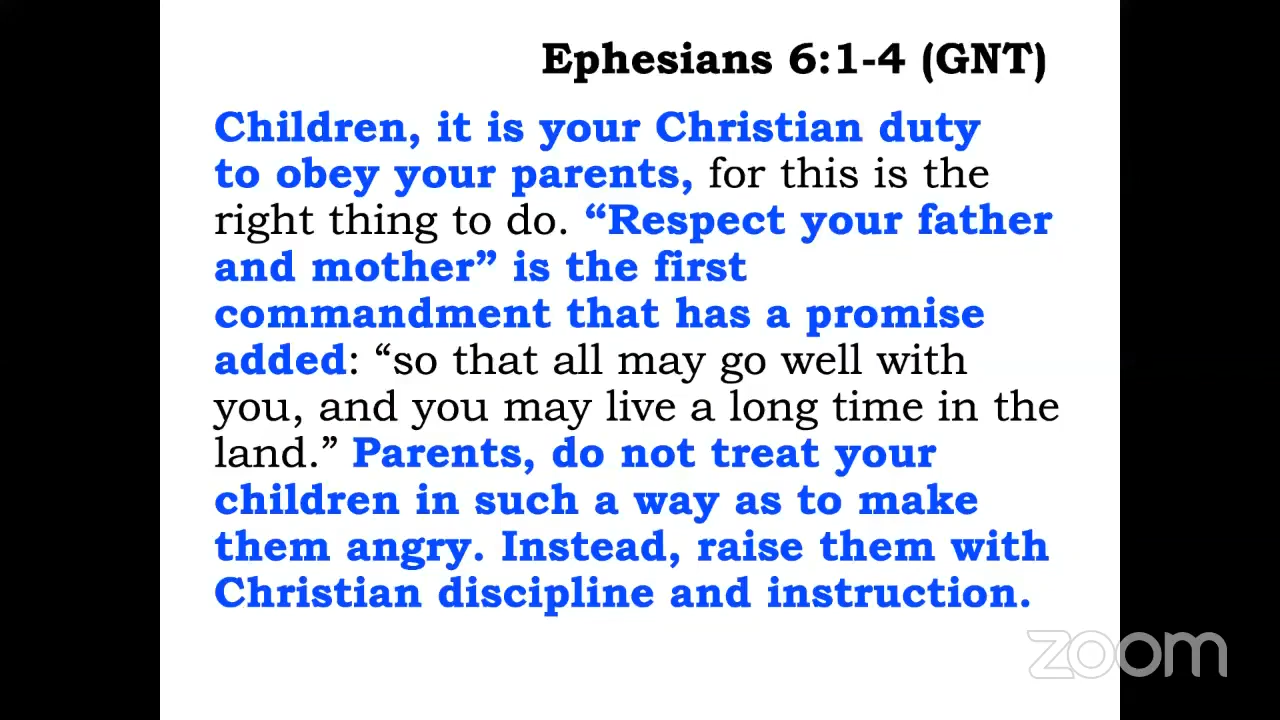 Ephesians 6:1-4 (GNT)
Children, it is your Christian duty
to obey your parents, for this is the
right thing to do. “Respect your father
and mother” is the first
commandment that has a promise
added: “so that all may go well with
you, and you may live a long time in the
land.” Parents, do not treat your
children in such a way as to make
them angry. Instead, raise them with
Christian discipline and instruction.
zoom